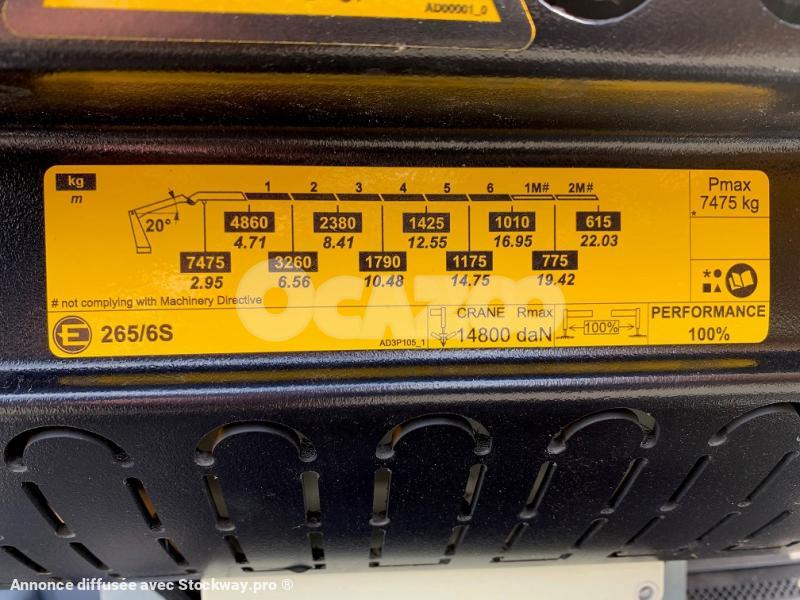 AD00001_0
kg
m
20°
1 2 3 4 5 6 1M# 2M#
4860 2380 1425 1010 615
4.71 8.41 12.55 16.95 22.03
7475 3260 1790 1175 775
2.95 6.56 10.48 14.75 19.42
Pmax
* 7475 kg
# not complying with Machinery Directive
OCAZOO
E 265/6S
AD3P105_1
CRANE Rmax
14800 daN
100%
PERFORMANCE
100%
Annonce diffusée avec Stockway.pro ®